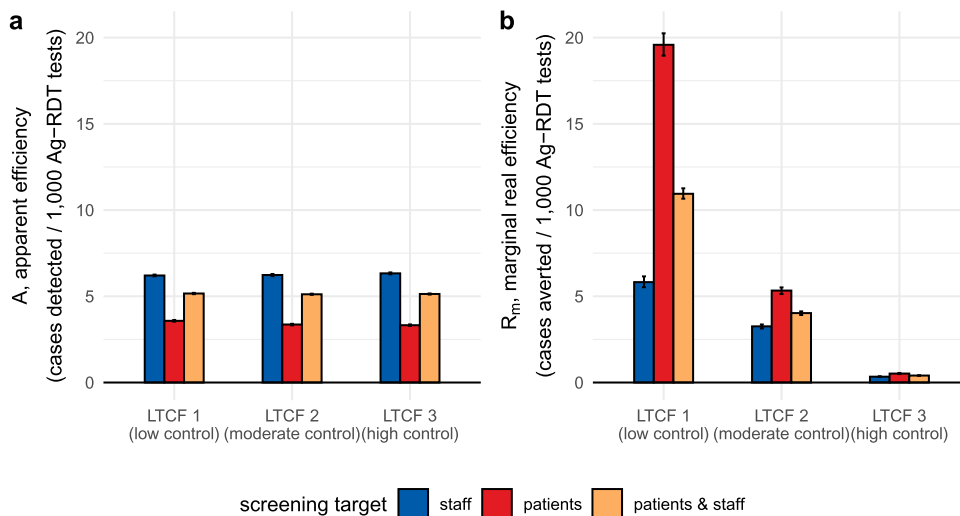 a
A, apparent efficiency
(cases detected / 1,000 Ag−RDT tests)
20
15
10
5
0
LTCF 1
(low control)
LTCF 2
(moderate control)
LTCF 3
(high control)
b
Rm, marginal real efficiency
(cases averted / 1,000 Ag−RDT tests)
20
15
10
5
0
LTCF 1
(low control)
LTCF 2
(moderate control)
LTCF 3
(high control)
screening target staff patients patients & staff